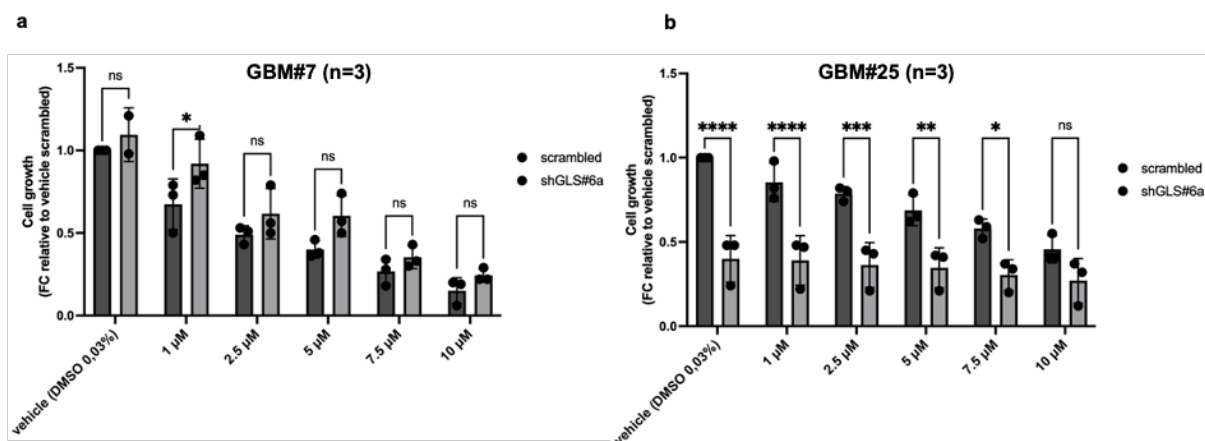 a
GBM#7 (n=3)
Cell growth
(FC relative to vehicle scrambled)
1.5
1.0
0.5
0.0
ns
*
ns
ns
ns
ns
vehicle (DMSO 0,03%)
1 µM
2.5 µM
5 µM
7.5 µM
10 µM
scrambled
shGLS#6a
b
GBM#25 (n=3)
Cell growth
(FC relative to vehicle scrambled)
1.5
1.0
0.5
0.0
****
****
***
**
*
ns
vehicle (DMSO 0,03%)
1 µM
2.5 µM
5 µM
7.5 µM
10 µM
scrambled
shGLS#6a